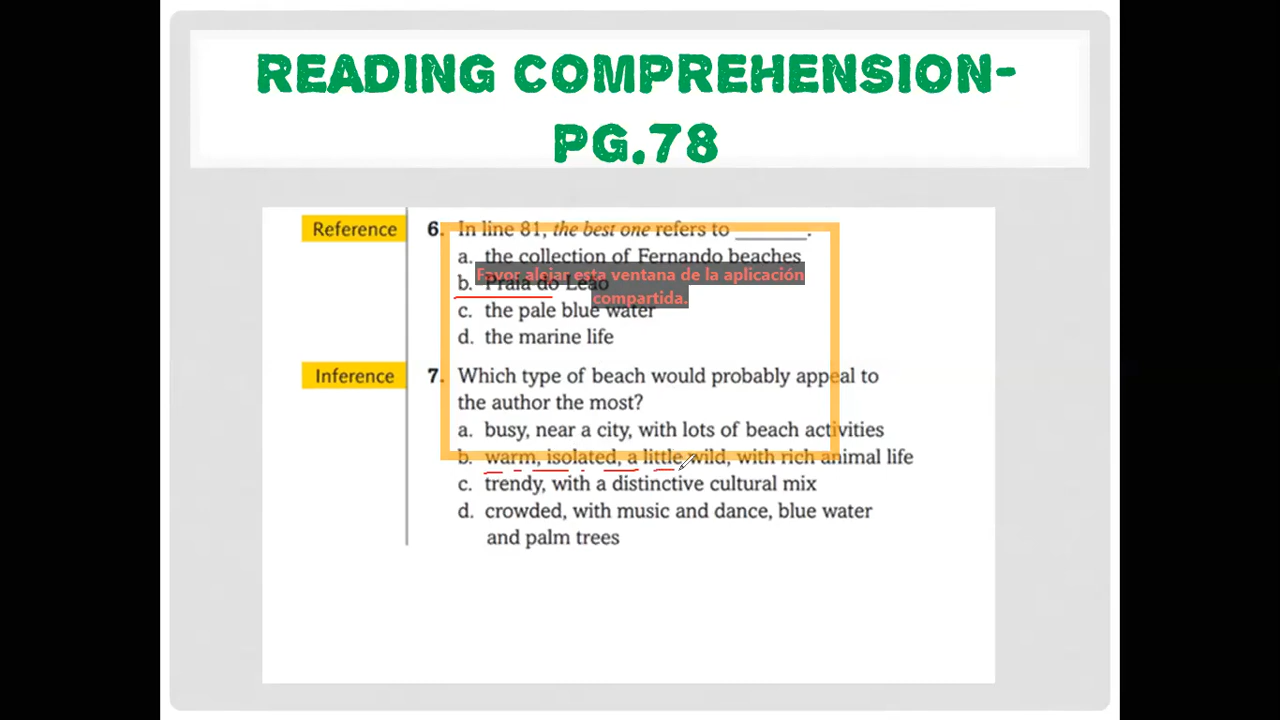 READING COMPREHENSION-
PG.78
Reference
6. In line 81, the best one refers to _______.
a. the collection of Fernando beaches
Favor alejar esta ventana de la aplicación
compartida.
b. Praia do Leão
c. the pale blue water
d. the marine life
Inference
7. Which type of beach would probably appeal to
the author the most?
a. busy, near a city, with lots of beach activities
b. warm, isolated, a little wild, with rich animal life
c. trendy, with a distinctive cultural mix
d. crowded, with music and dance, blue water
and palm trees